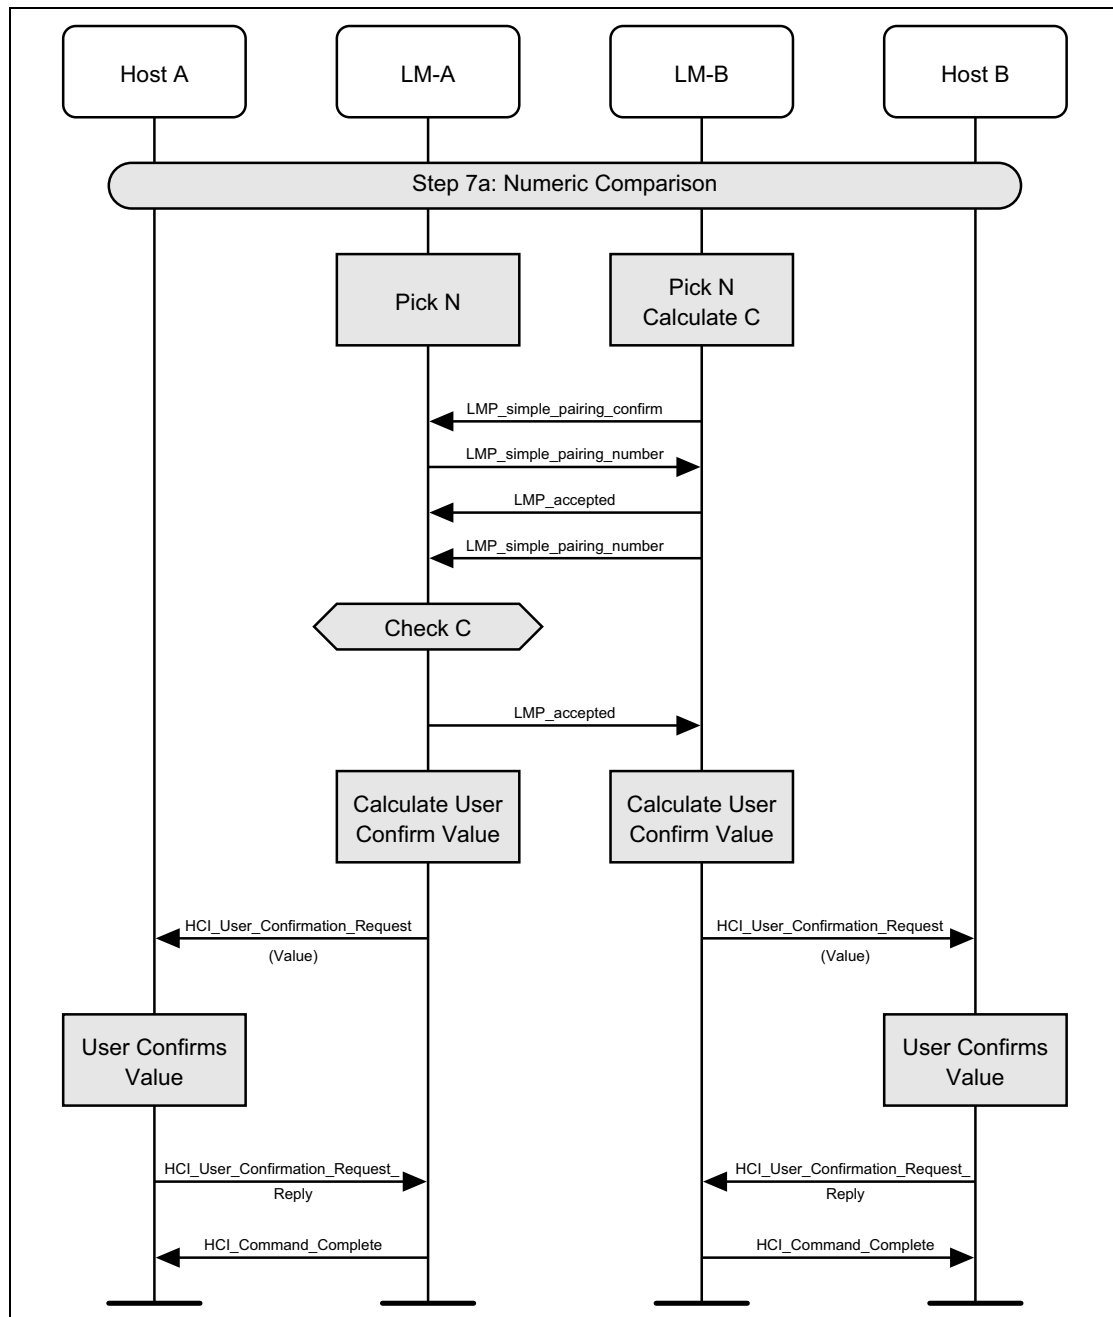 Host A
LM-A
LM-B
Host B
Step 7a: Numeric Comparison
Pick N
Pick N
Calculate C
LMP_simple_pairing_confirm
LMP_simple_pairing_number
LMP_accepted
LMP_simple_pairing_number
Check C
LMP_accepted
Calculate User
Confirm Value
Calculate User
Confirm Value
HCI_User_Confirmation_Request
(Value)
HCI_User_Confirmation_Request
(Value)
User Confirms
Value
User Confirms
Value
HCI_User_Confirmation_Request_
Reply
HCI_User_Confirmation_Request_
Reply
HCI_Command_Complete
HCI_Command_Complete